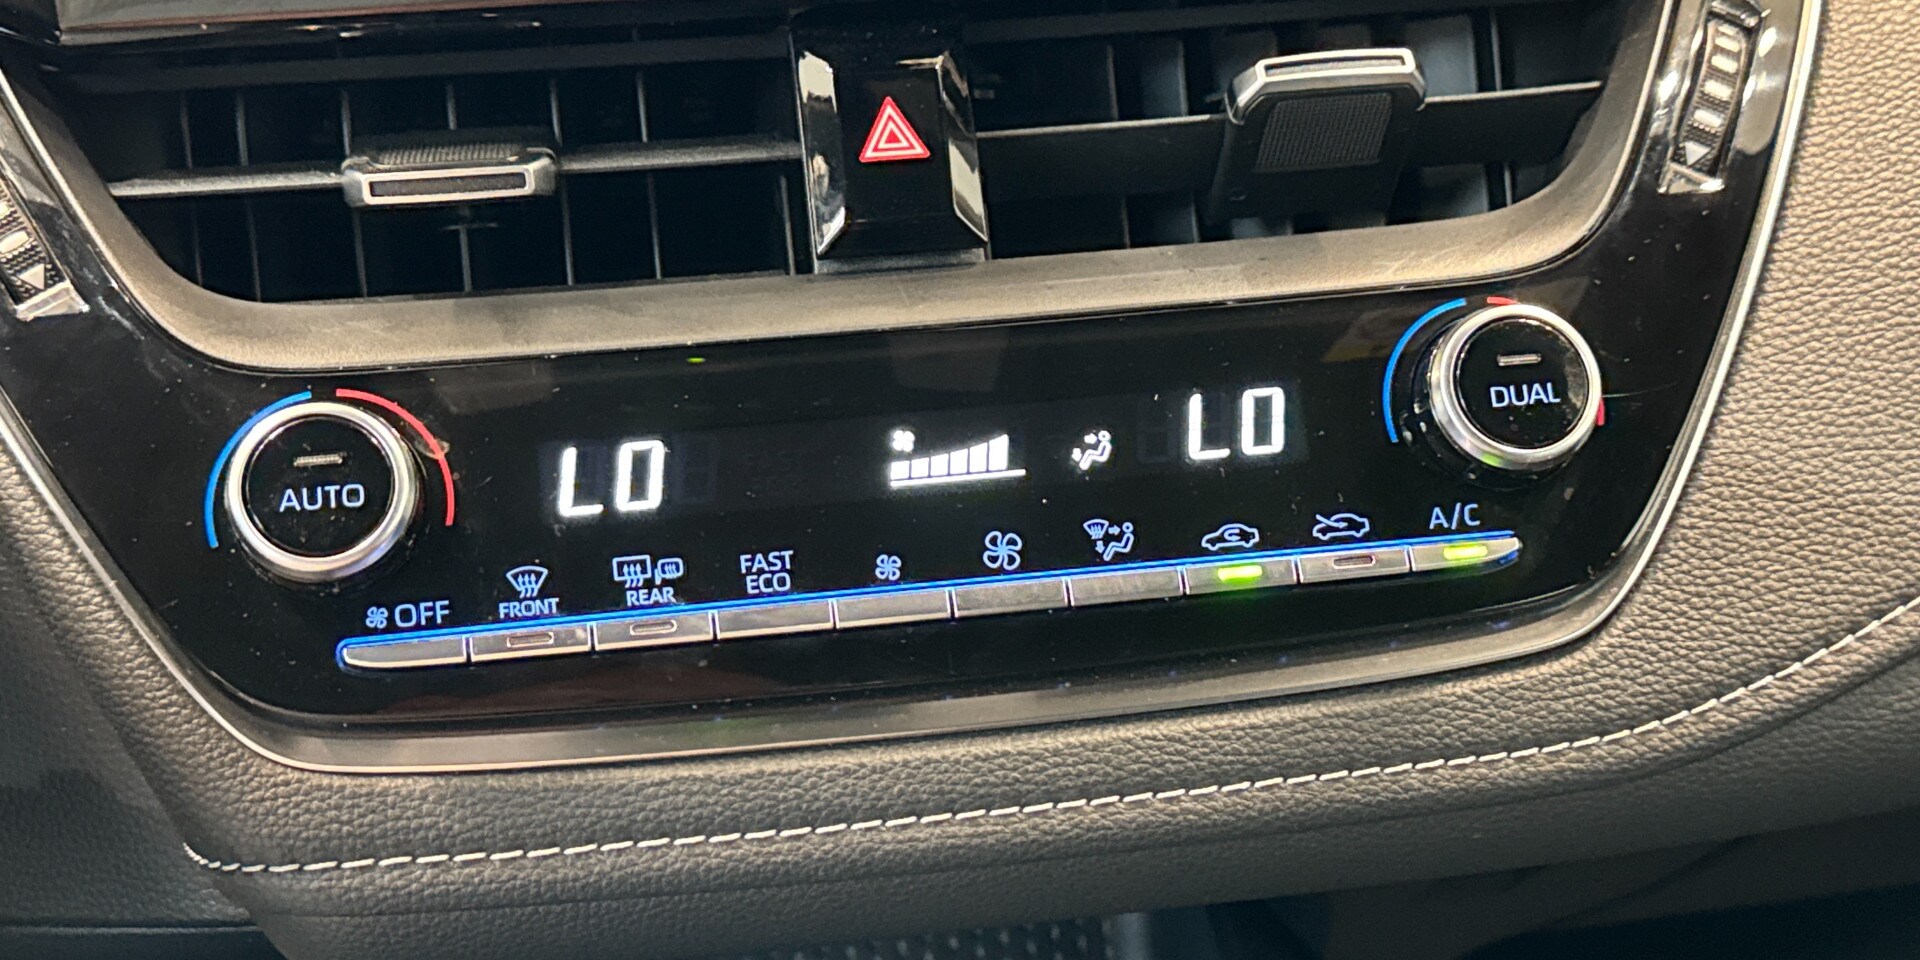 AUTO
LO
LO
DUAL
OFF
FRONT
REAR
FAST
ECO
A/C